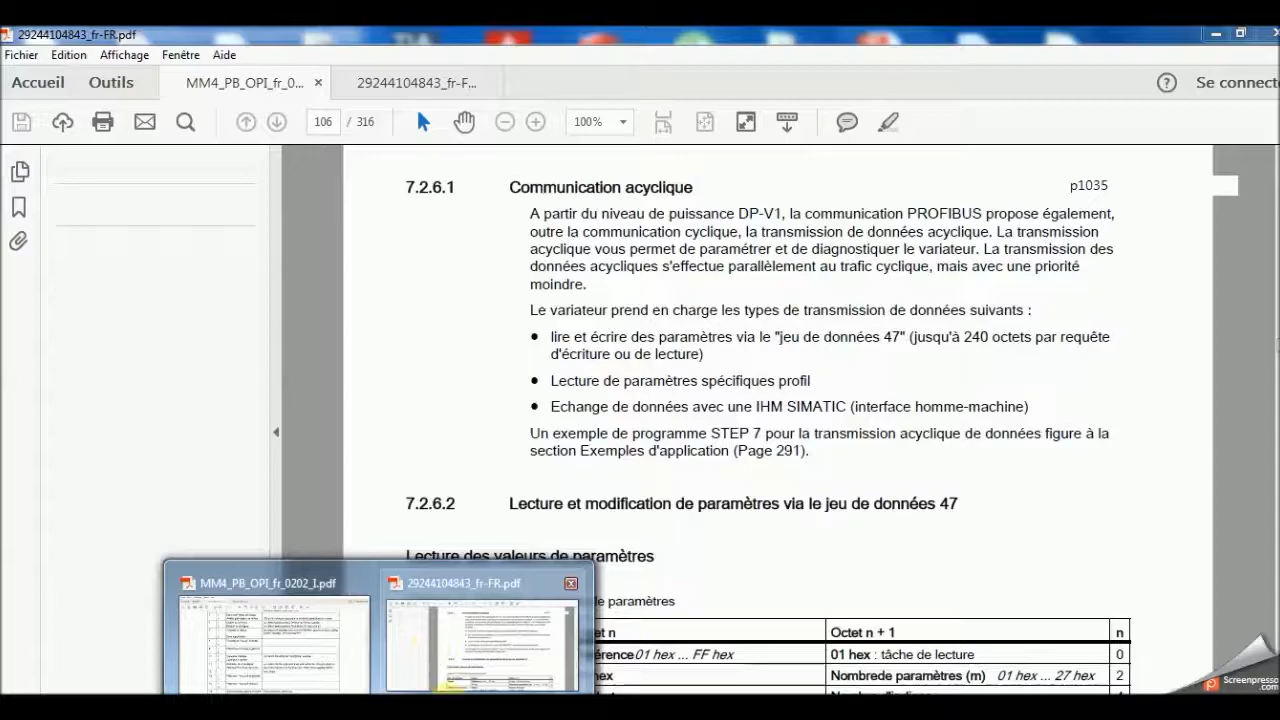 29244104843_fr-FR.pdf
Fichier Edition Affichage Fenêtre Aide
Accueil Outils MM4_PB_OPI_fr_0... × 29244104843_fr-F... Se connect
106 / 316 100%
7.2.6.1 Communication acyclique p1035
A partir du niveau de puissance DP-V1, la communication PROFIBUS propose également,
outre la communication cyclique, la transmission de données acyclique. La transmission
acyclique vous permet de paramétrer et de diagnostiquer le variateur. La transmission des
données acycliques s'effectue parallèlement au trafic cyclique, mais avec une priorité
moindre.
Le variateur prend en charge les types de transmission de données suivants :
● lire et écrire des paramètres via le "jeu de données 47" (jusqu'à 240 octets par requête
d'écriture ou de lecture)
● Lecture de paramètres spécifiques profil
● Echange de données avec une IHM SIMATIC (interface homme-machine)
Un exemple de programme STEP 7 pour la transmission acyclique de données figure à la
section Exemples d'application (Page 291).
7.2.6.2 Lecture et modification de paramètres via le jeu de données 47
Lecture des valeurs de paramètres
MM4_PB_OPI_fr_0202_I.pdf 29244104843_fr-FR.pdf
de paramètres
et n Octet n + 1 n
érence 01 hex ... FF hex 01 hex : tâche de lecture 0
hex Nombrede paramètres (m) 01 hex ... 27 hex 2
Screenpresso
.com